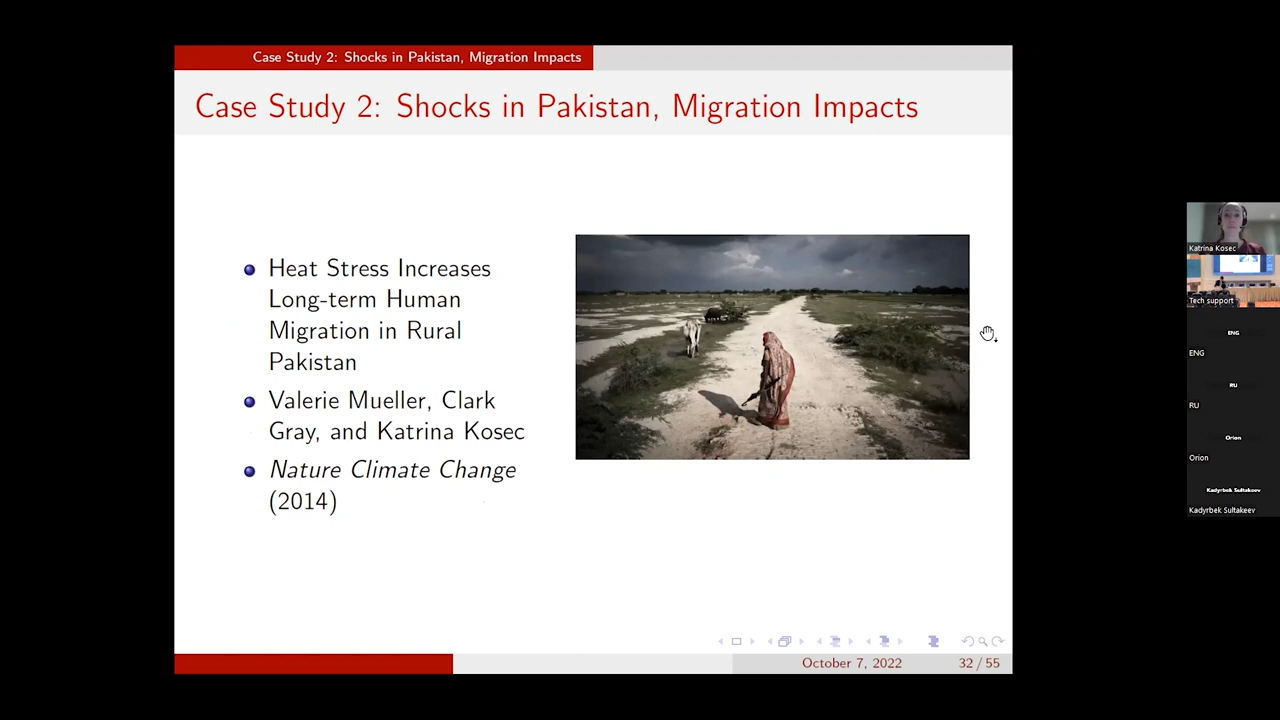 Case Study 2: Shocks in Pakistan, Migration Impacts
Case Study 2: Shocks in Pakistan, Migration Impacts
Heat Stress Increases
Long-term Human
Migration in Rural
Pakistan
Valerie Mueller, Clark
Gray, and Katrina Kosec
Nature Climate Change
(2014)
October 7, 2022
32 / 55
Katrina Kosec
Tech support
ENG
ENG
RU
RU
Orion
Orion
Kadyrbek Sultakeev
Kadyrbek Sultakeev